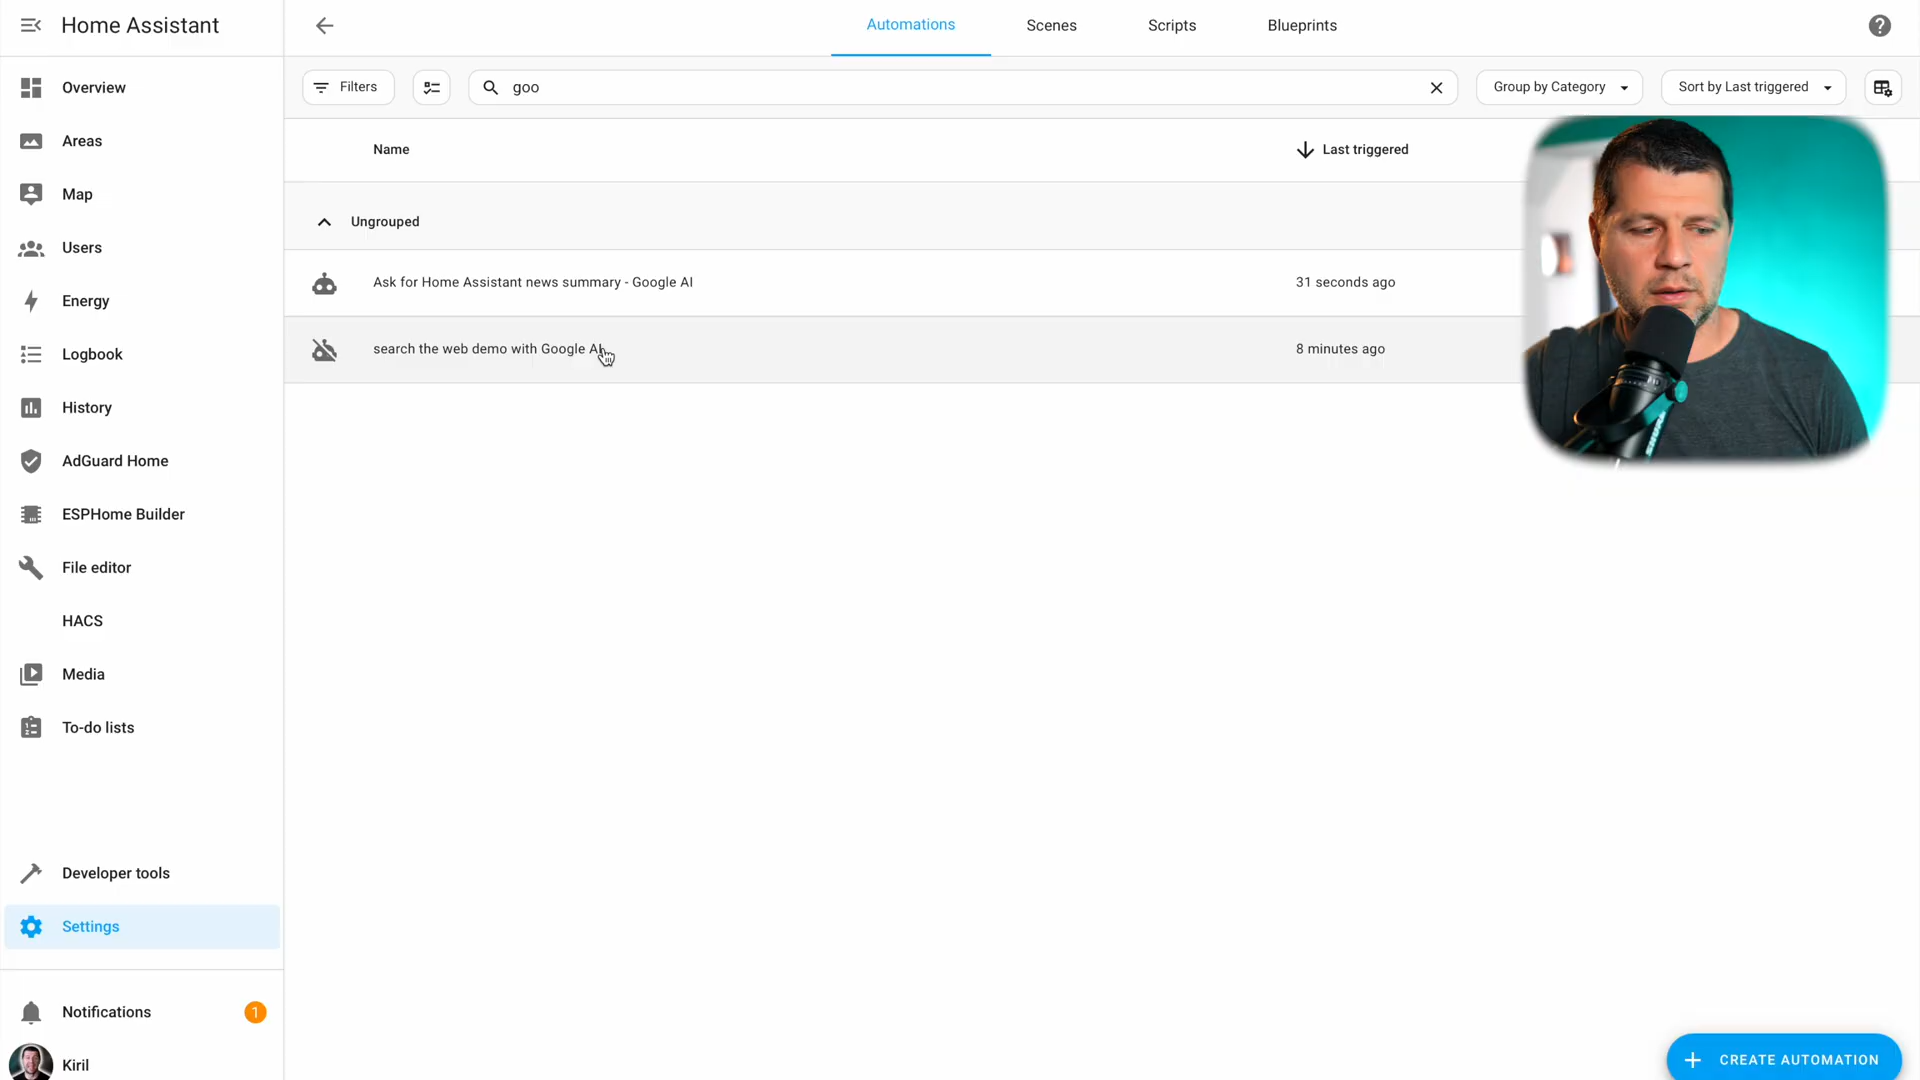 Home Assistant
Automations
Scenes
Scripts
Blueprints
Overview
Filters
goo
Group by Category
Sort by Last triggered
Areas
Name
Last triggered
Map
Ungrouped
Users
Ask for Home Assistant news summary - Google AI
31 seconds ago
Energy
search the web demo with Google AI
8 minutes ago
Logbook
History
AdGuard Home
ESPHome Builder
File editor
HACS
Media
To-do lists
Developer tools
Settings
Notifications
1
Kiril
CREATE AUTOMATION